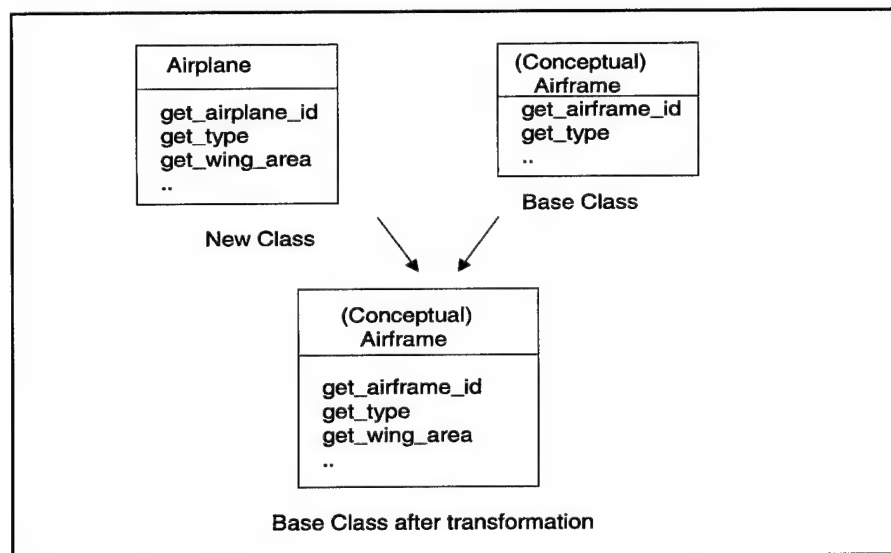 Airplane
get_airplane_id
get_type
get_wing_area
..
New Class
(Conceptual)
Airframe
get_airframe_id
get_type
..
Base Class
(Conceptual)
Airframe
get_airframe_id
get_type
get_wing_area
..
Base Class after transformation